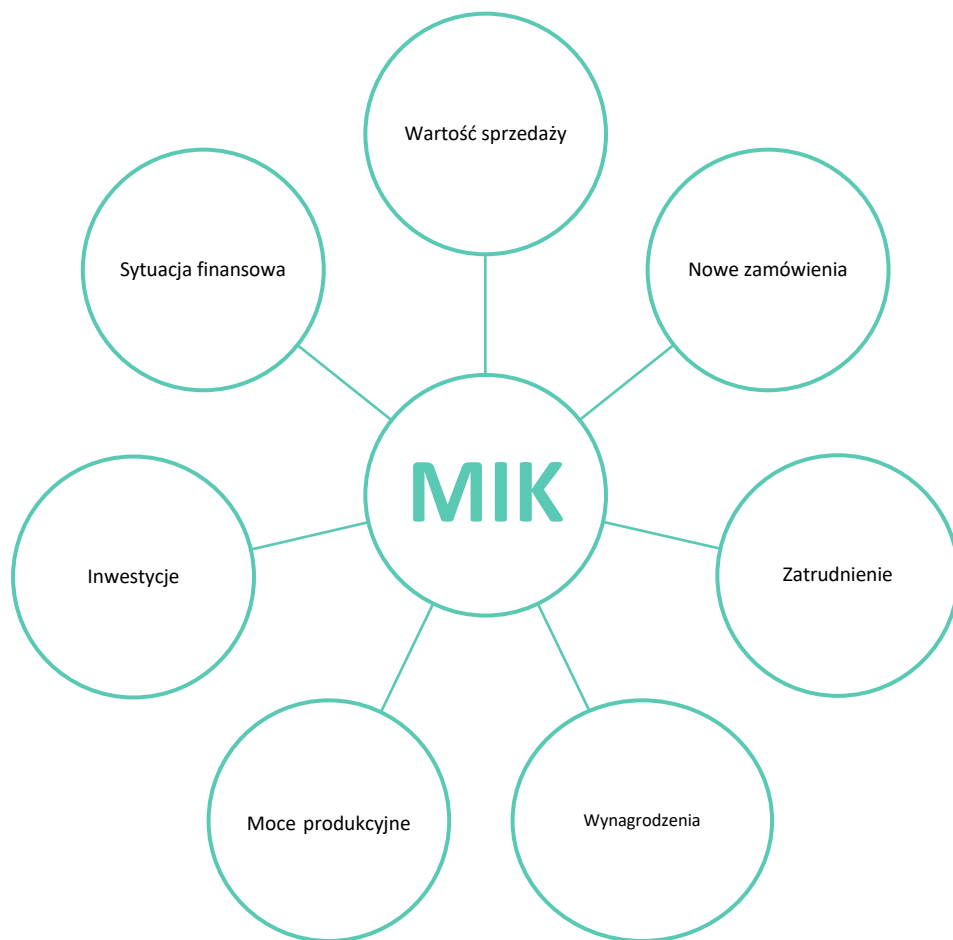 Wartość sprzedaży
Sytuacja finansowa
Nowe zamówienia
MIK
Inwestycje
Zatrudnienie
Moce produkcyjne
Wynagrodzenia